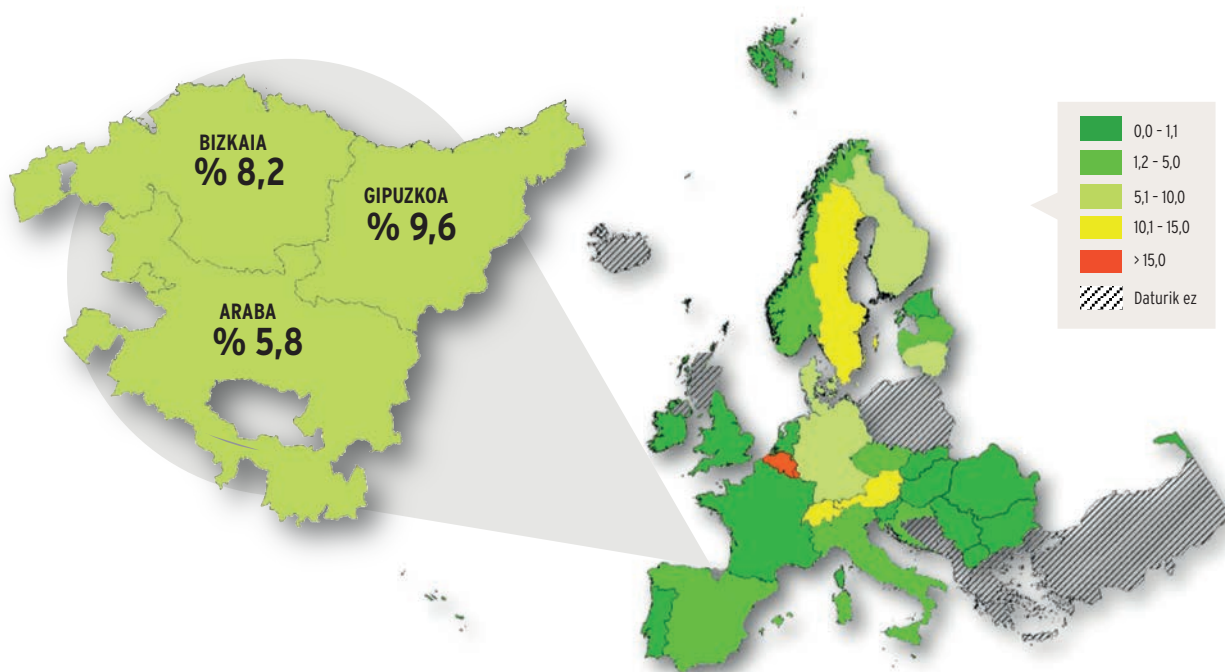 BIZKAIA
% 8,2
GIPUZKOA
% 9,6
ARABA
% 5,8
0,0 - 1,1
1,2 - 5,0
5,1 - 10,0
10,1 - 15,0
> 15,0
Daturik ez